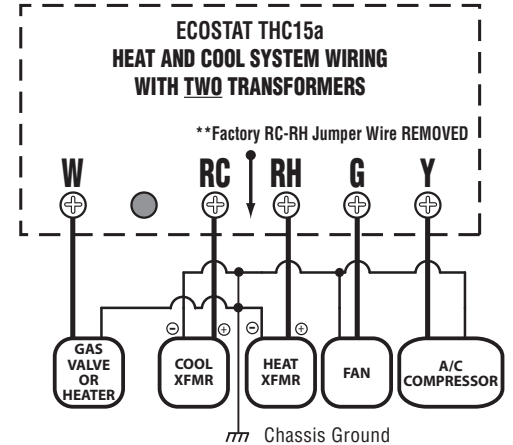 ECOSTAT THC15a
HEAT AND COOL SYSTEM WIRING
WITH TWO TRANSFORMERS
**Factory RC-RH Jumper Wire REMOVED
W RC RH G Y
⊖ ⊕ ⊖ ⊕
GAS
VALVE
OR
HEATER
COOL
XFMR
HEAT
XFMR
FAN
A/C
COMPRESSOR
Chassis Ground